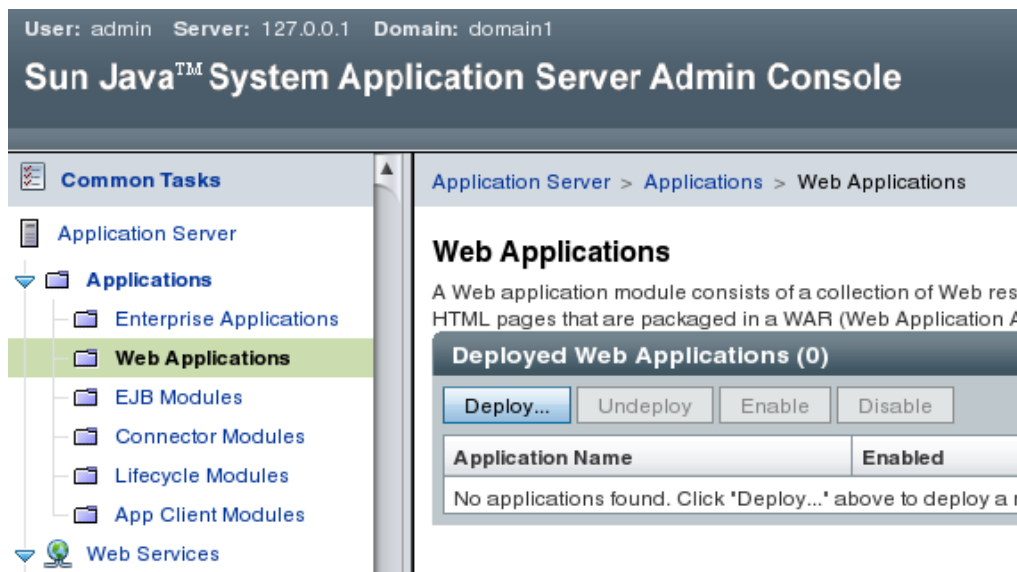 User: admin Server: 127.0.0.1 Domain: domain1
Sun Java™ System Application Server Admin Console
Common Tasks
Application Server
Applications
Enterprise Applications
Web Applications
EJB Modules
Connector Modules
Lifecycle Modules
App Client Modules
Web Services
Application Server > Applications > Web Applications
Web Applications
A Web application module consists of a collection of Web res
HTML pages that are packaged in a WAR (Web Application A
Deployed Web Applications (0)
Deploy... Undeploy Enable Disable
Application Name Enabled
No applications found. Click 'Deploy...' above to deploy a